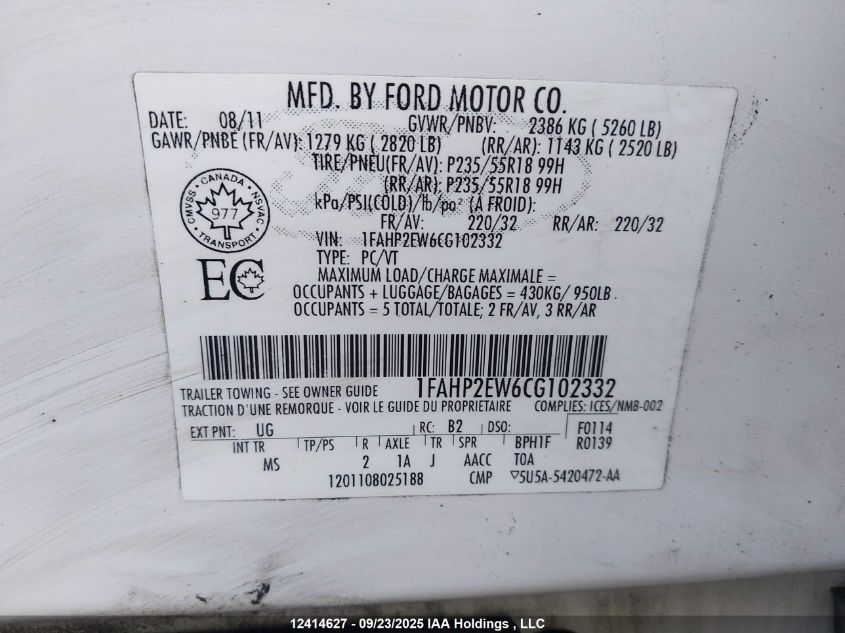 MFD. BY FORD MOTOR CO.
DATE: 08/11 GVWR/PNBV: 2386 KG ( 5260 LB)
GAWR/PNBE (FR/AV): 1279 KG ( 2820 LB) (RR/AR): 1143 KG ( 2520 LB)
TIRE/PNEU(FR/AV): P235/55R18 99H
(RR/AR): P235/55R18 99H
kPa/PSI(COLD)/lb/po² (À FROID):
FR/AV: 220/32 RR/AR: 220/32
VIN: 1FAHP2EW6CG102332
TYPE: PC/VT
CANADA
CMVSS 977 NSVAC
TRANSPORT
EC
MAXIMUM LOAD/CHARGE MAXIMALE =
OCCUPANTS + LUGGAGE/BAGAGES = 430KG/ 950LB
OCCUPANTS = 5 TOTAL/TOTALE; 2 FR/AV, 3 RR/AR
TRAILER TOWING - SEE OWNER GUIDE 1FAHP2EW6CG102332
TRACTION D'UNE REMORQUE - VOIR LE GUIDE DU PROPRIETAIRE COMPLIES: ICES/NMB-002
EXT PNT: UG RC: B2 DSO: F0114
INT TR TP/PS R AXLE TR SPR BPH1F R0139
MS 2 1A J AACC TOA
1201108025188 CMP ▽5U5A-5420472-AA
12414627 - 09/23/2025 IAA Holdings , LLC